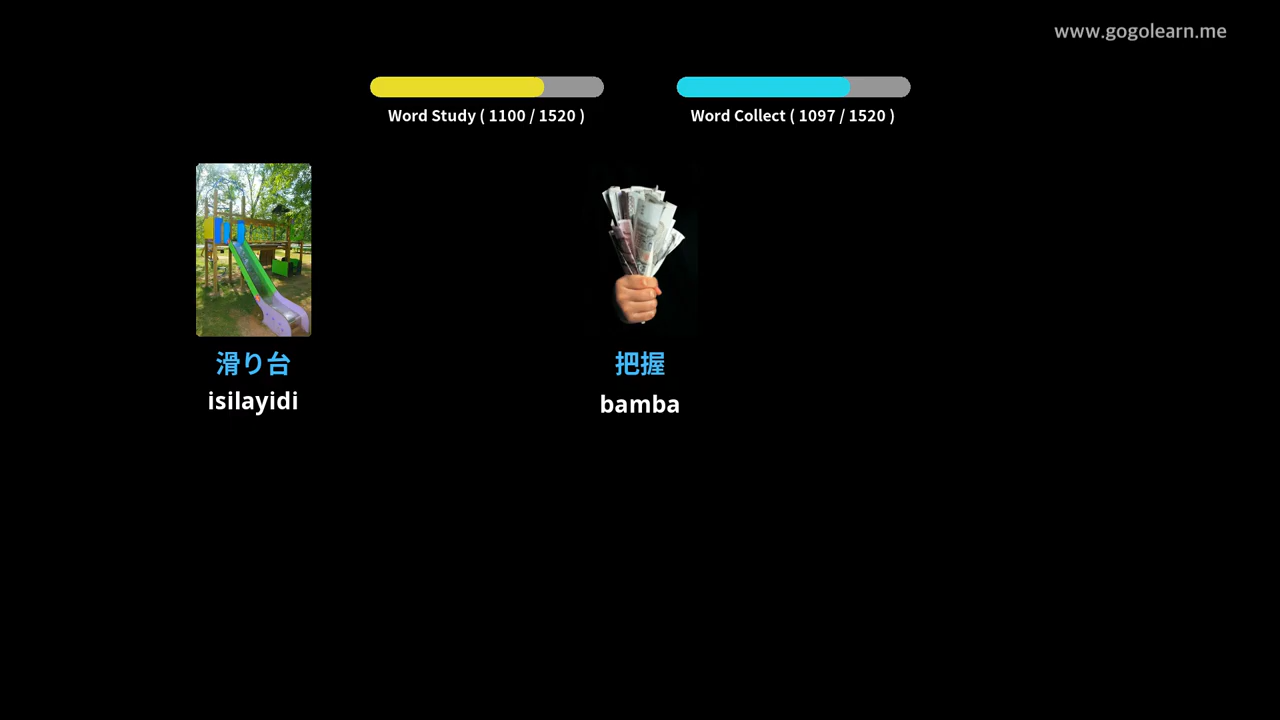 www.gogolearn.me
Word Study ( 1100 / 1520 )
Word Collect ( 1097 / 1520 )
滑り台
isilayidi
把握
bamba